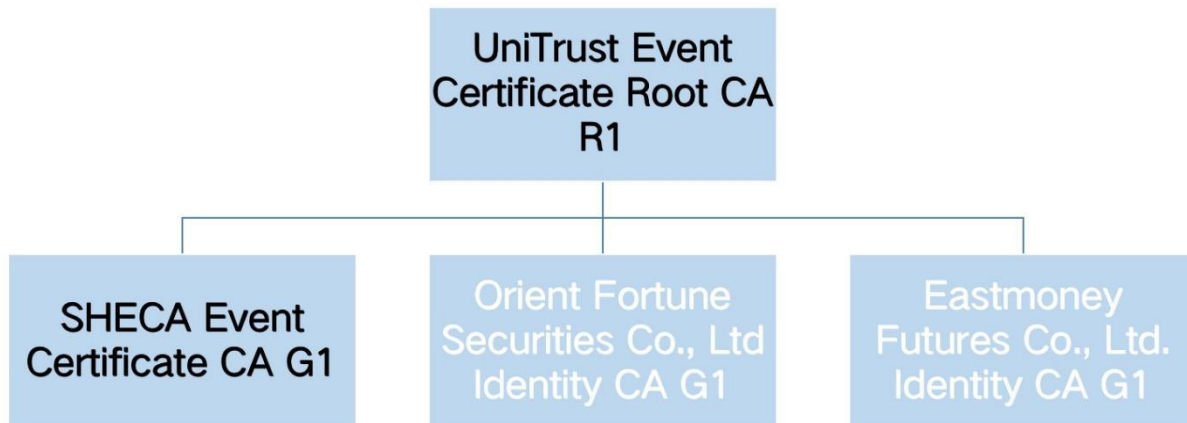 UniTrust Event
Certificate Root CA
R1
SHECA Event
Certificate CA G1
Orient Fortune
Securities Co., Ltd
Identity CA G1
Eastmoney
Futures Co., Ltd.
Identity CA G1